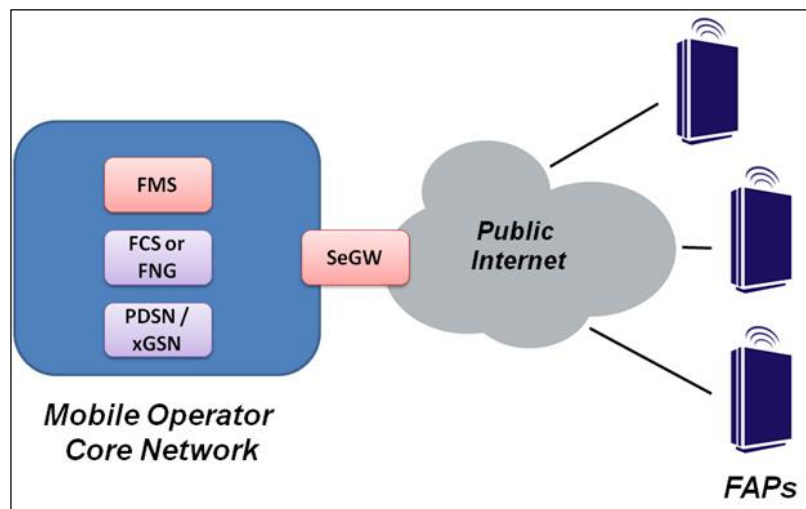 FMS
FCS or
FNG
PDSN /
xGSN
SeGW
Public
Internet
Mobile Operator
Core Network
FAPs